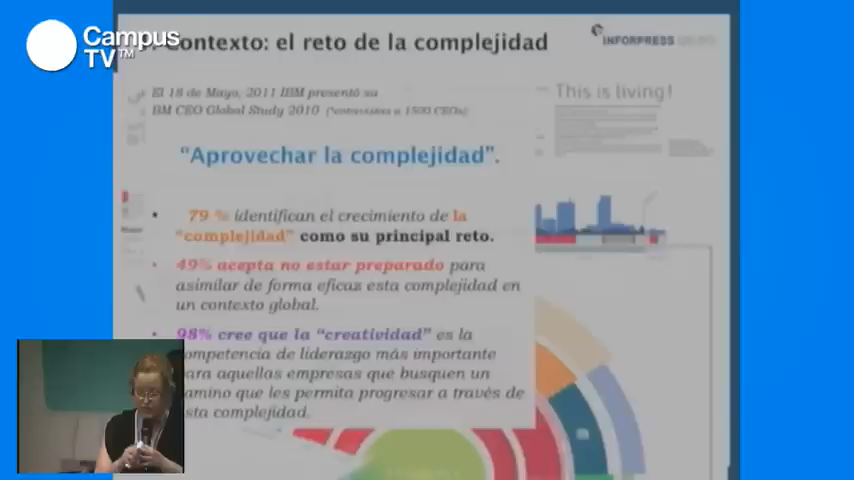 Campus
TV™
Contexto: el reto de la complejidad
INFORPRESS
El 18 de Mayo, 2011 IBM presentó su
IBM CEO Global Study 2010 (*entrevistas a 1500 CEOs)
This is living!
“Aprovechar la complejidad”.
• 79 % identifican el crecimiento de la
“complejidad” como su principal reto.
• 49% acepta no estar preparado para
asimilar de forma eficaz esta complejidad en
un contexto global.
• 98% cree que la “creatividad” es la
competencia de liderazgo más importante
para aquellas empresas que busquen un
camino que les permita progresar a través de
esta complejidad.